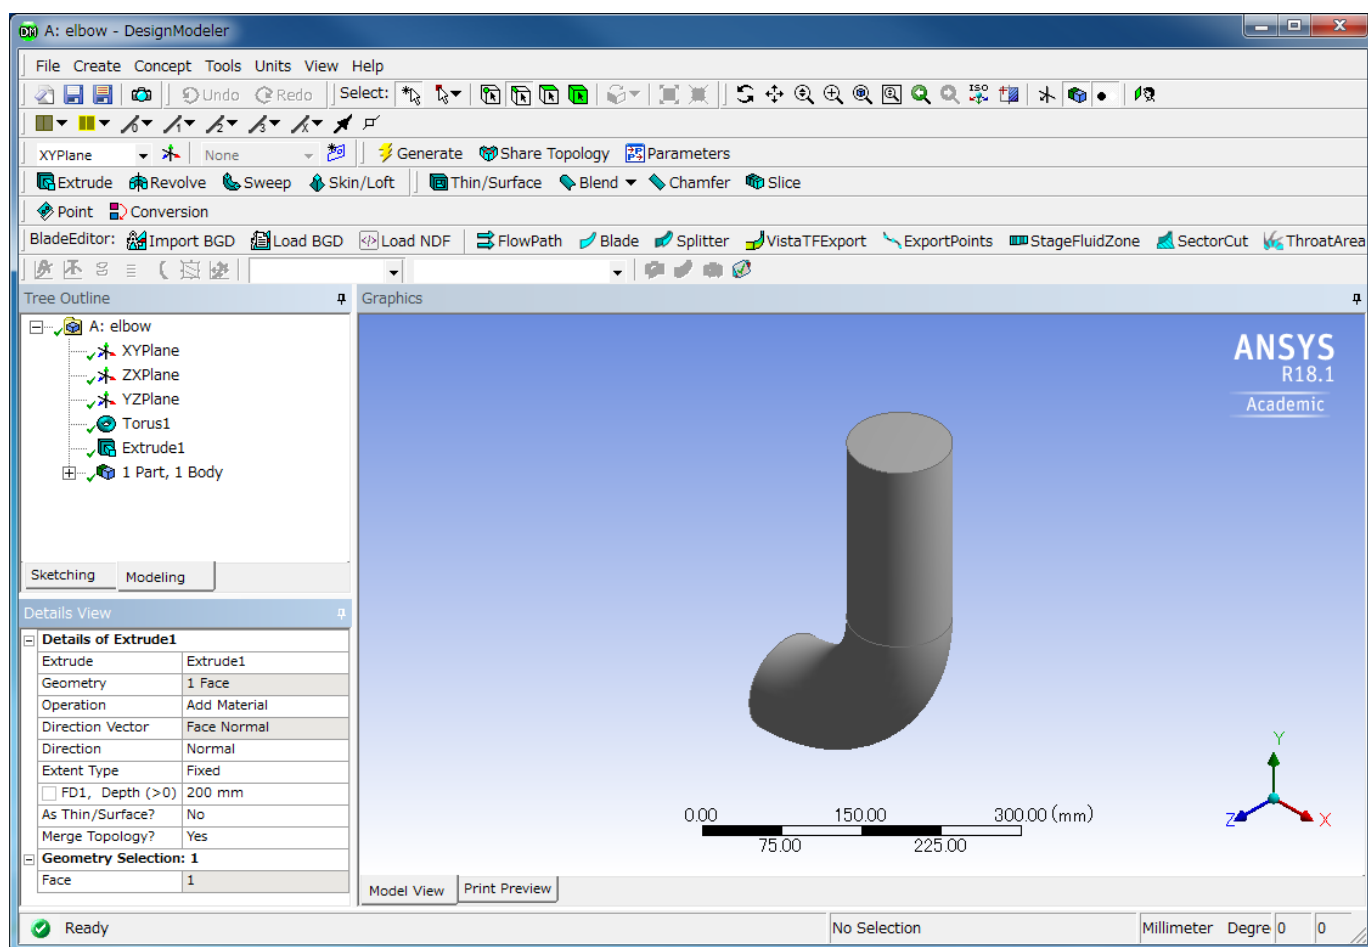 DM A: elbow - DesignModeler
File Create Concept Tools Units View Help
Undo Redo Select: ISO
XYPlane None Generate Share Topology Parameters
Extrude Revolve Sweep Skin/Loft Thin/Surface Blend Chamfer Slice
Point Conversion
BladeEditor: Import BGD Load BGD Load NDF FlowPath Blade Splitter VistaTFExport ExportPoints StageFluidZone SectorCut ThroatArea
Tree Outline
A: elbow
XYPlane
ZXPlane
YZPlane
Torus1
Extrude1
1 Part, 1 Body
Sketching Modeling
Details View
Details of Extrude1
Extrude Extrude1
Geometry 1 Face
Operation Add Material
Direction Vector Face Normal
Direction Normal
Extent Type Fixed
FD1, Depth (>0) 200 mm
As Thin/Surface? No
Merge Topology? Yes
Geometry Selection: 1
Face 1
Graphics
ANSYS
R18.1
Academic
0.00 150.00 300.00 (mm)
75.00 225.00
Y
Z X
Model View Print Preview
Ready No Selection Millimeter Degre 0 0